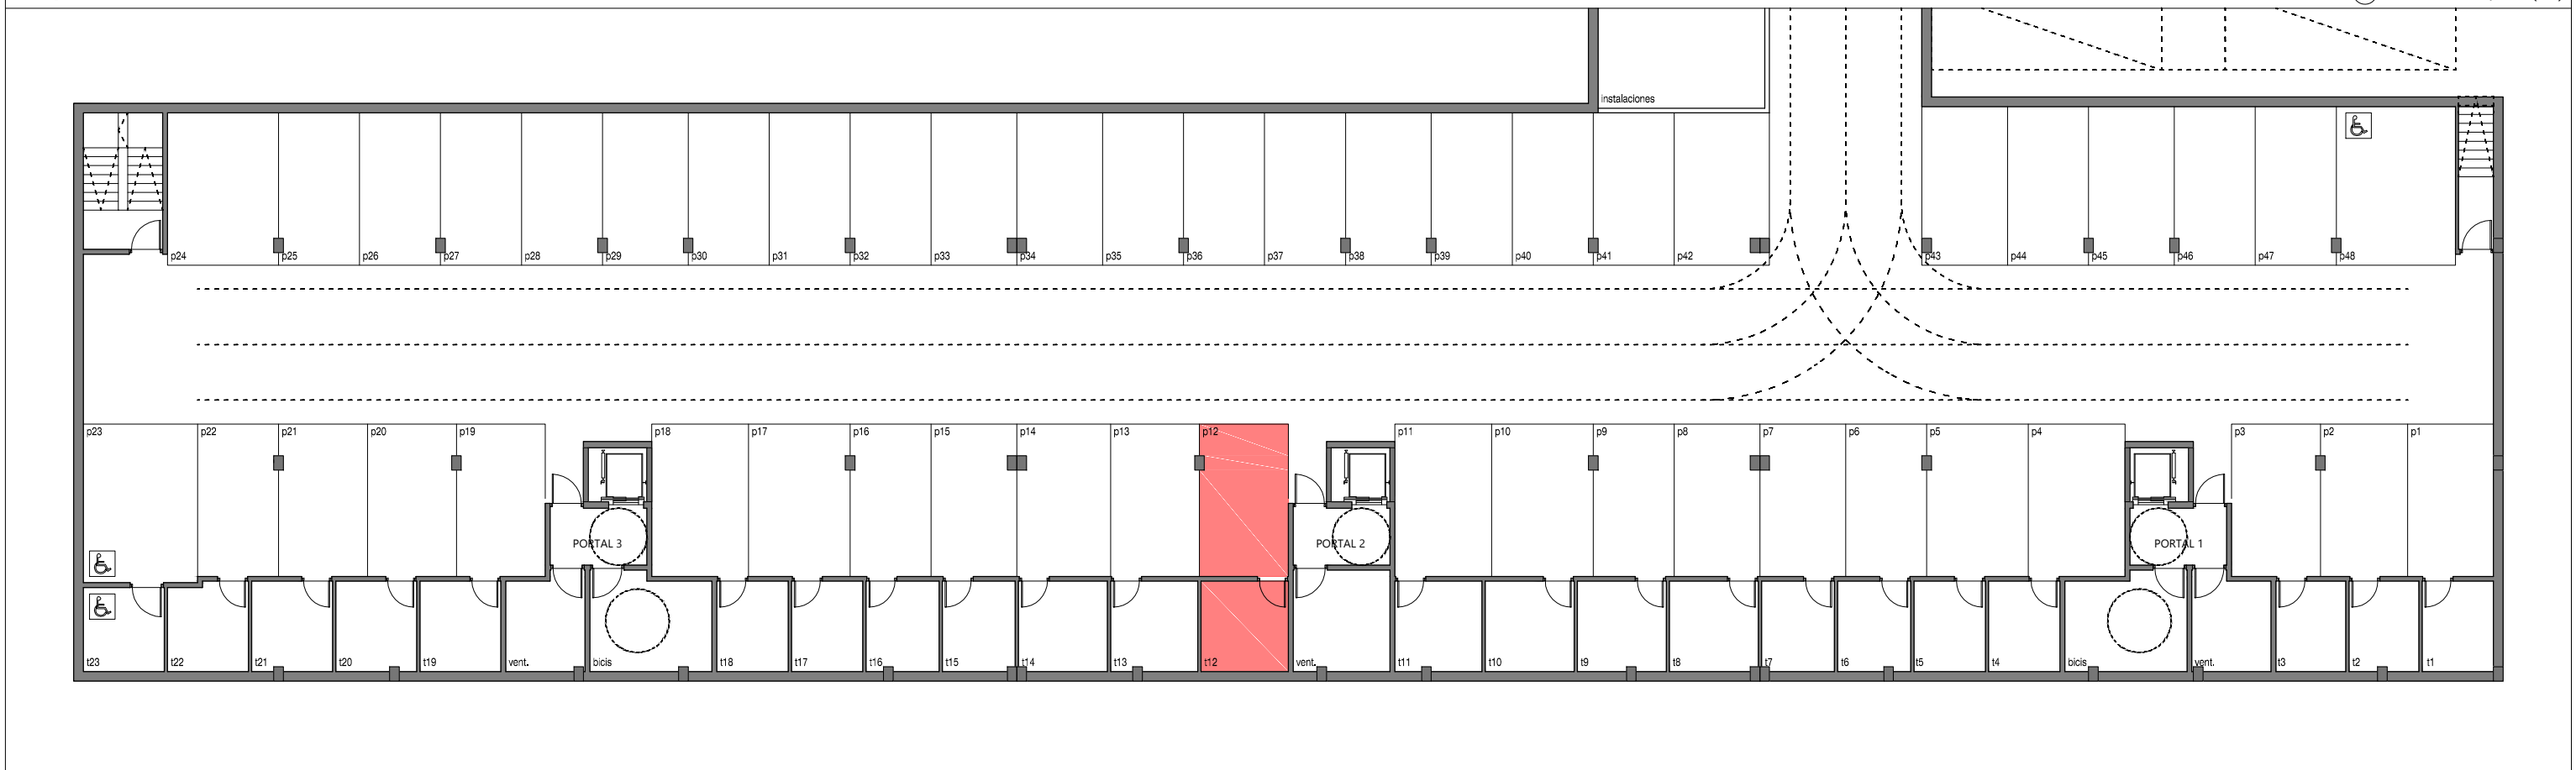 instalaciones
p24 p25 p26 p27 p28 p29 p30 p31 p32 p33 p34 p35 p36 p37 p38 p39 p40 p41 p42 p43 p44 p45 p46 p47 p48
p23 p22 p21 p20 p19 p18 p17 p16 p15 p14 p13 p12 p11 p10 p9 p8 p7 p6 p5 p4 p3 p2 p1
PORTAL 3 PORTAL 2 PORTAL 1
t23 t22 t21 t20 t19 vent. bicis t18 t17 t16 t15 t14 t13 t12 vent. t11 t10 t9 t8 t7 t6 t5 t4 bicis vent. t3 t2 t1